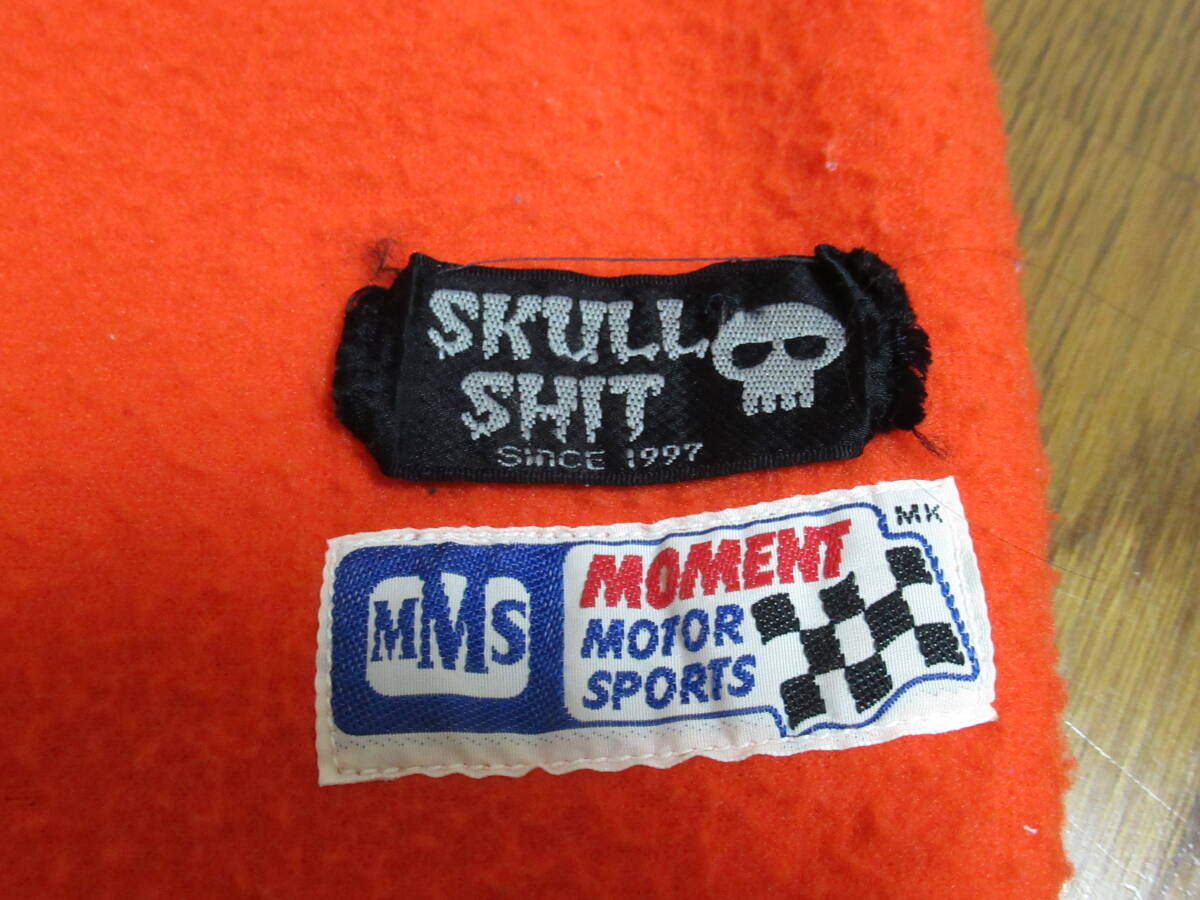 SKULL
SHIT
SINCE 1997
MK
MMS
MOMENT
MOTOR
SPORTS